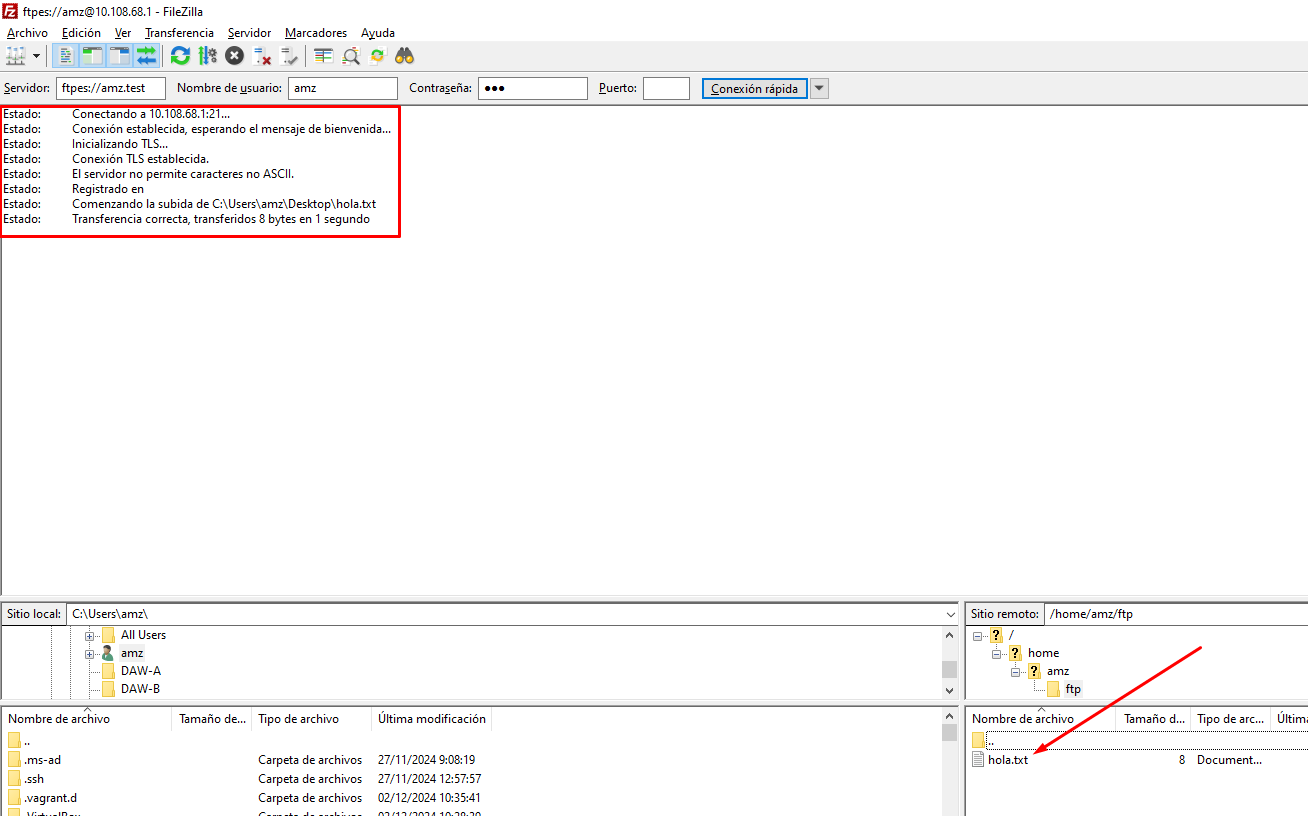 ftpes://amz@10.108.68.1 - FileZilla
Archivo Edición Ver Transferencia Servidor Marcadores Ayuda
Servidor: ftpes://amz.test Nombre de usuario: amz Contraseña: ●●● Puerto: Conexión rápida
Estado: Conectando a 10.108.68.1:21...
Estado: Conexión establecida, esperando el mensaje de bienvenida...
Estado: Inicializando TLS...
Estado: Conexión TLS establecida.
Estado: El servidor no permite caracteres no ASCII.
Estado: Registrado en
Estado: Comenzando la subida de C:\Users\amz\Desktop\hola.txt
Estado: Transferencia correcta, transferidos 8 bytes en 1 segundo
Sitio local: C:\Users\amz\
All Users
amz
DAW-A
DAW-B
Nombre de archivo Tamaño de... Tipo de archivo Última modificación
..
.ms-ad Carpeta de archivos 27/11/2024 9:08:19
.ssh Carpeta de archivos 27/11/2024 12:57:57
.vagrant.d Carpeta de archivos 02/12/2024 10:35:41
.VirtualBox Carpeta de archivos
Sitio remoto: /home/amz/ftp
/
home
amz
ftp
Nombre de archivo Tamaño d... Tipo de arc... Última
..
hola.txt 8 Document...